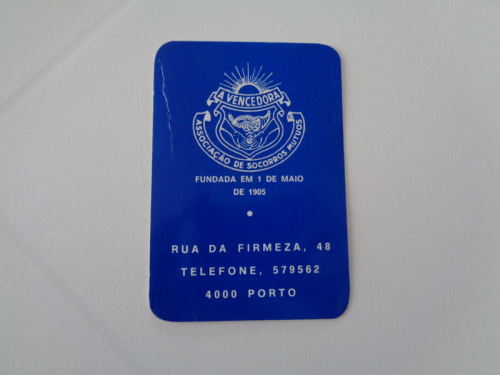 A VENCEDORA
ASSOCIAÇÃO DE SOCORROS MUTUOS
FUNDADA EM 1 DE MAIO
DE 1905
RUA DA FIRMEZA, 48
TELEFONE, 579562
4000 PORTO